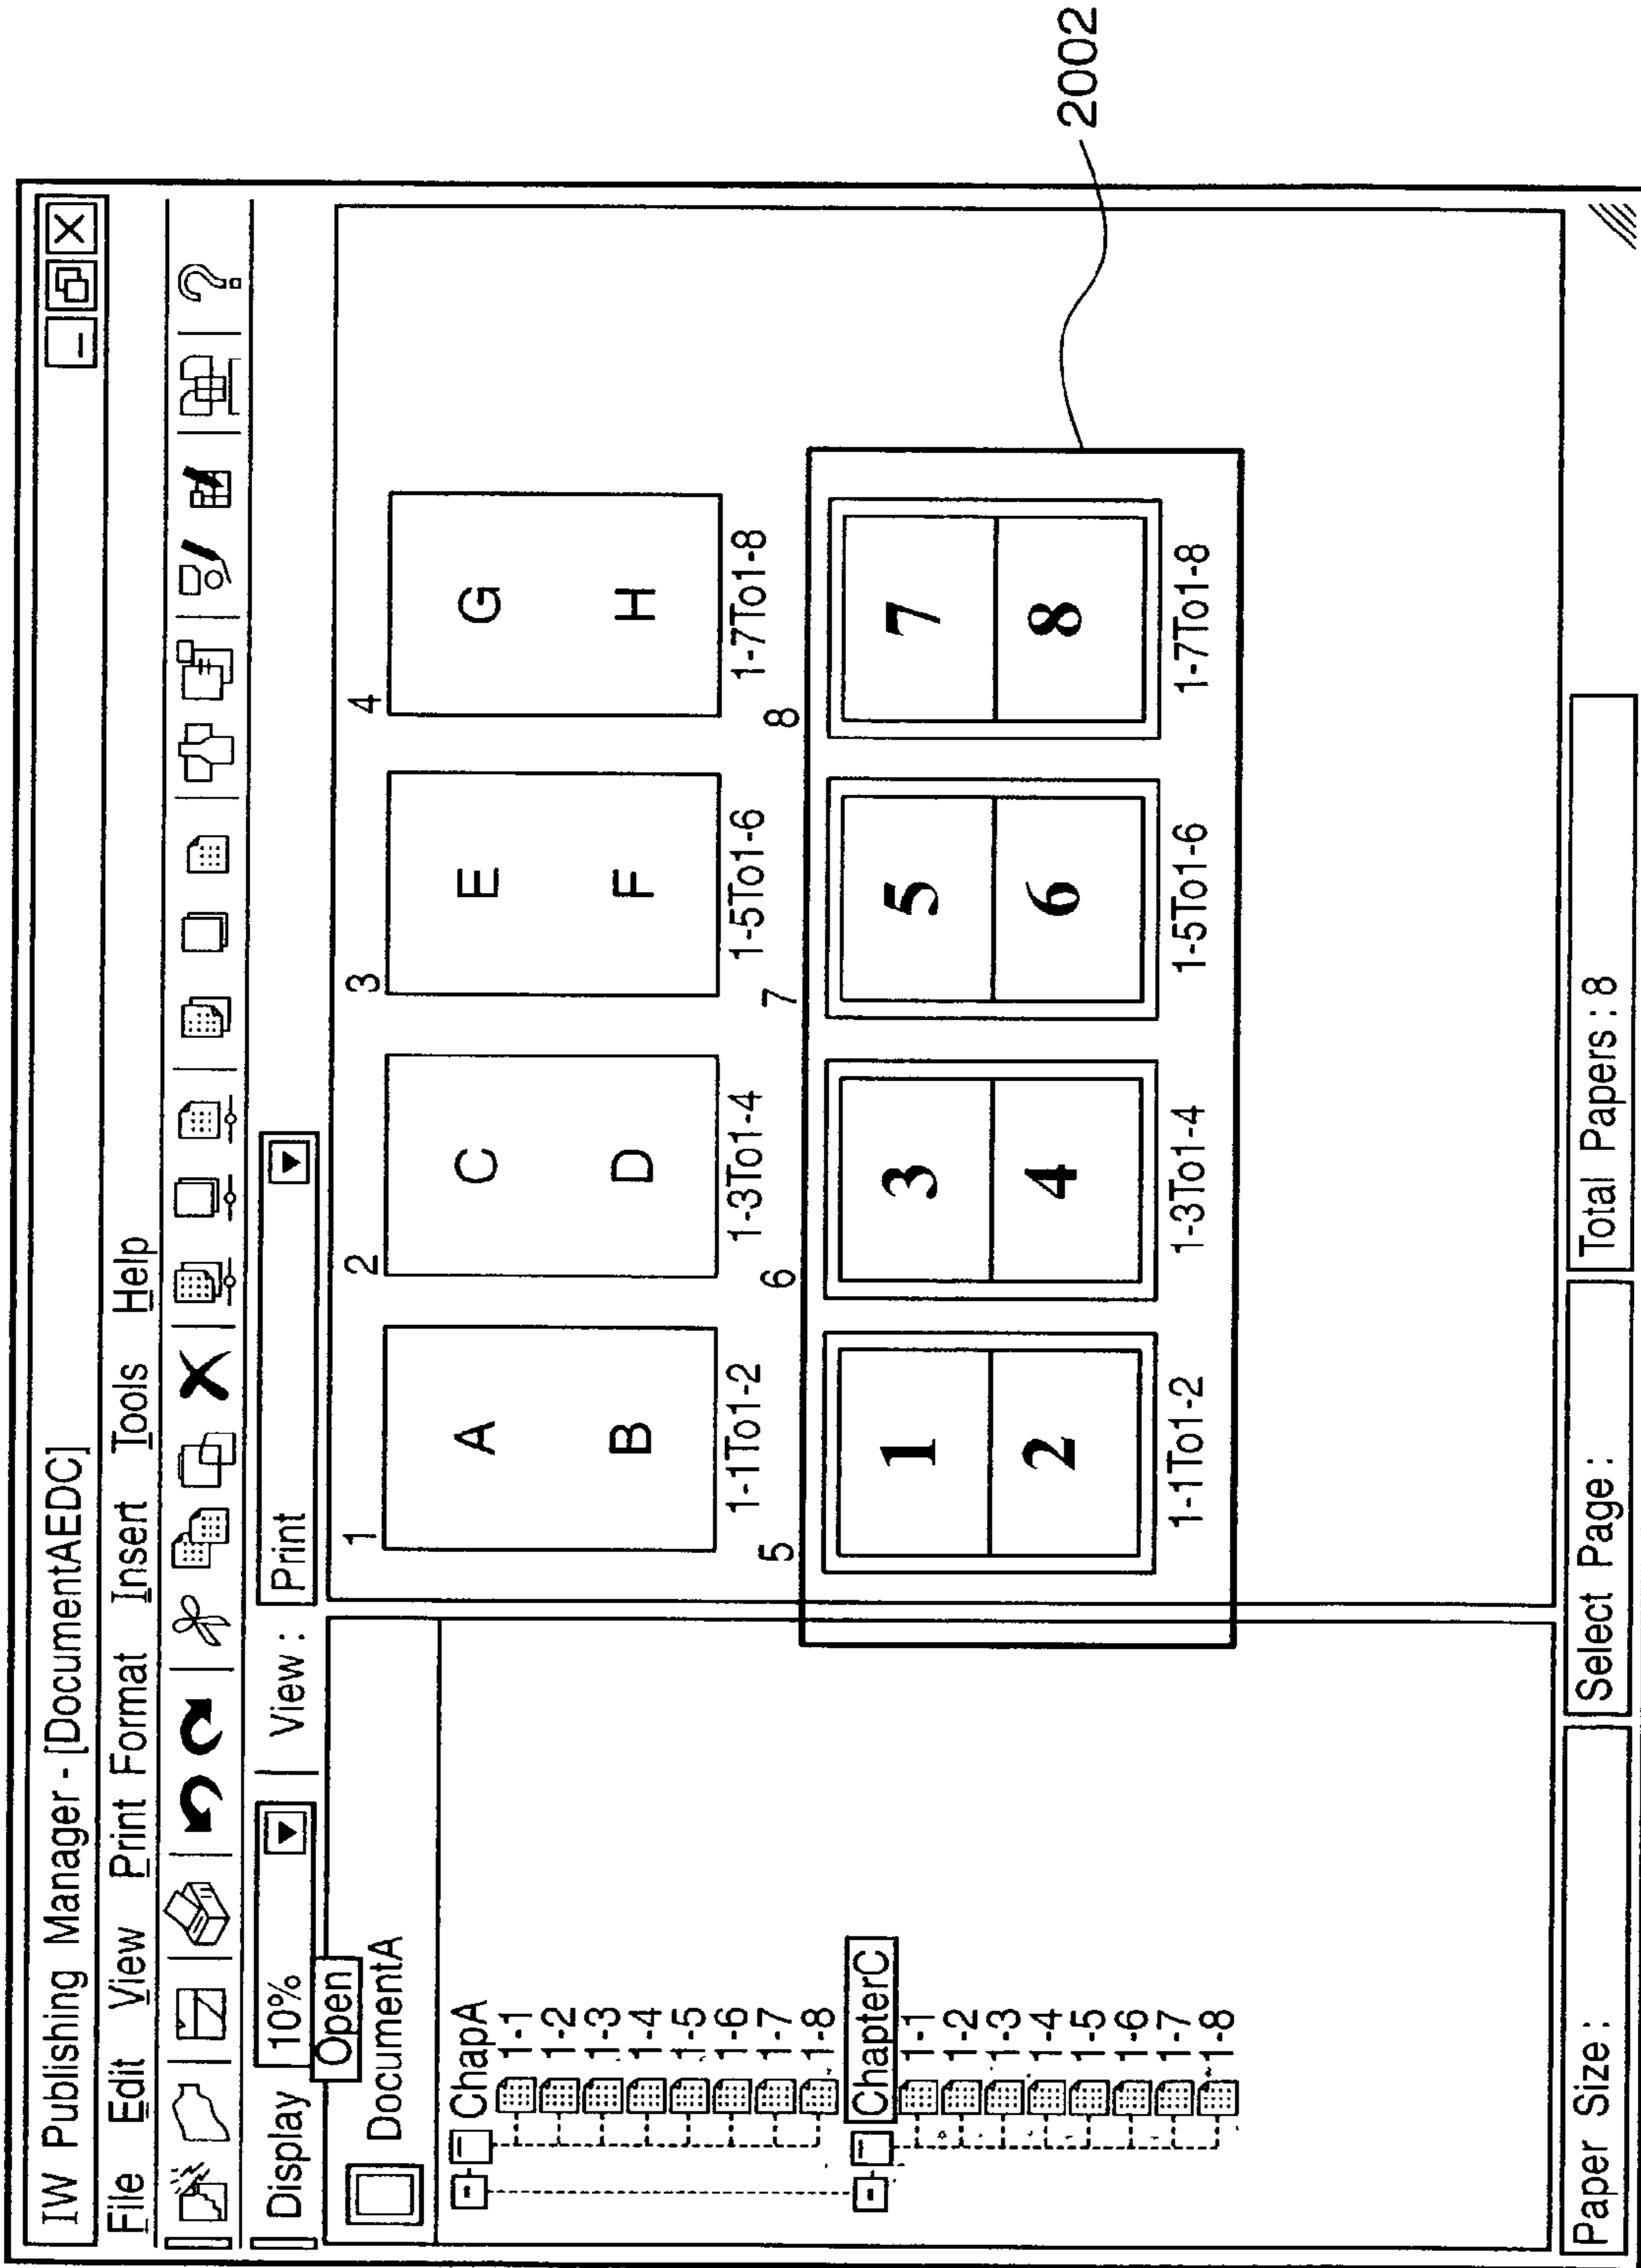 IW Publishing Manager - [DocumentAEDC]
File Edit View Print Format Insert Tools Help
Display 10% View : Print
Open
DocumentA
ChapA
1-1
1-2
1-3
1-4
1-5
1-6
1-7
1-8
ChapterC
1-1
1-2
1-3
1-4
1-5
1-6
1-7
1-8
1 2 3 4
A C E G
B D F H
1-1To1-2 1-3To1-4 1-5To1-6 1-7To1-8
5 6 7 8
1 3 5 7
2 4 6 8
1-1To1-2 1-3To1-4 1-5To1-6 1-7To1-8
2002
Paper Size : Select Page : Total Papers : 8